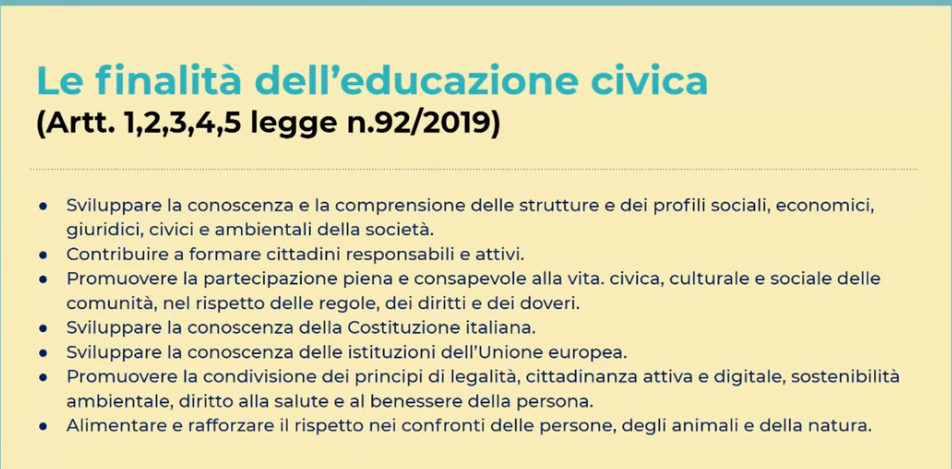 Le finalità dell’educazione civica
(Artt. 1,2,3,4,5 legge n.92/2019)
● Sviluppare la conoscenza e la comprensione delle strutture e dei profili sociali, economici,
giuridici, civici e ambientali della società.
● Contribuire a formare cittadini responsabili e attivi.
● Promuovere la partecipazione piena e consapevole alla vita. civica, culturale e sociale delle
comunità, nel rispetto delle regole, dei diritti e dei doveri.
● Sviluppare la conoscenza della Costituzione italiana.
● Sviluppare la conoscenza delle istituzioni dell’Unione europea.
● Promuovere la condivisione dei principi di legalità, cittadinanza attiva e digitale, sostenibilità
ambientale, diritto alla salute e al benessere della persona.
● Alimentare e rafforzare il rispetto nei confronti delle persone, degli animali e della natura.